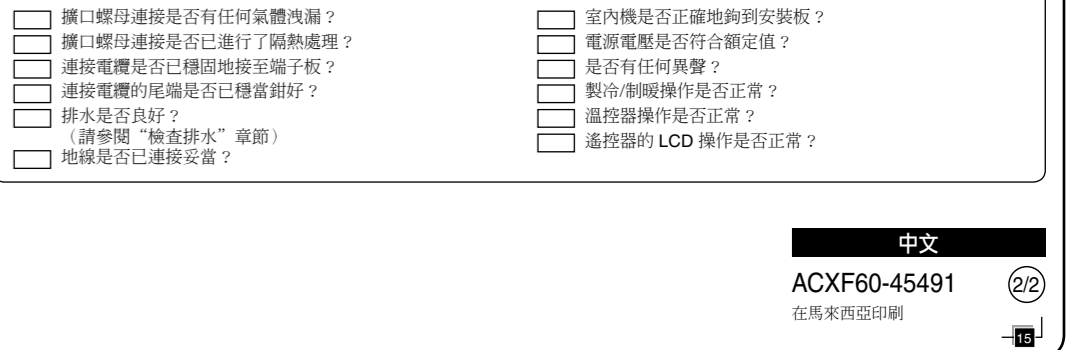 擴口螺母連接是否有任何氣體洩漏？
擴口螺母連接是否已進行了隔熱處理？
連接電纜是否已穩固地接至端子板？
連接電纜的尾端是否已穩當鉗好？
排水是否良好？
（請參閱“檢查排水”章節）
地線是否已連接妥當？
室內機是否正確地鉤到安裝板？
電源電壓是否符合額定值？
是否有任何異聲？
製冷/制暖操作是否正常？
溫控器操作是否正常？
遙控器的 LCD 操作是否正常？
中文
ACXF60-45491
2/2
在馬來西亞印刷
15